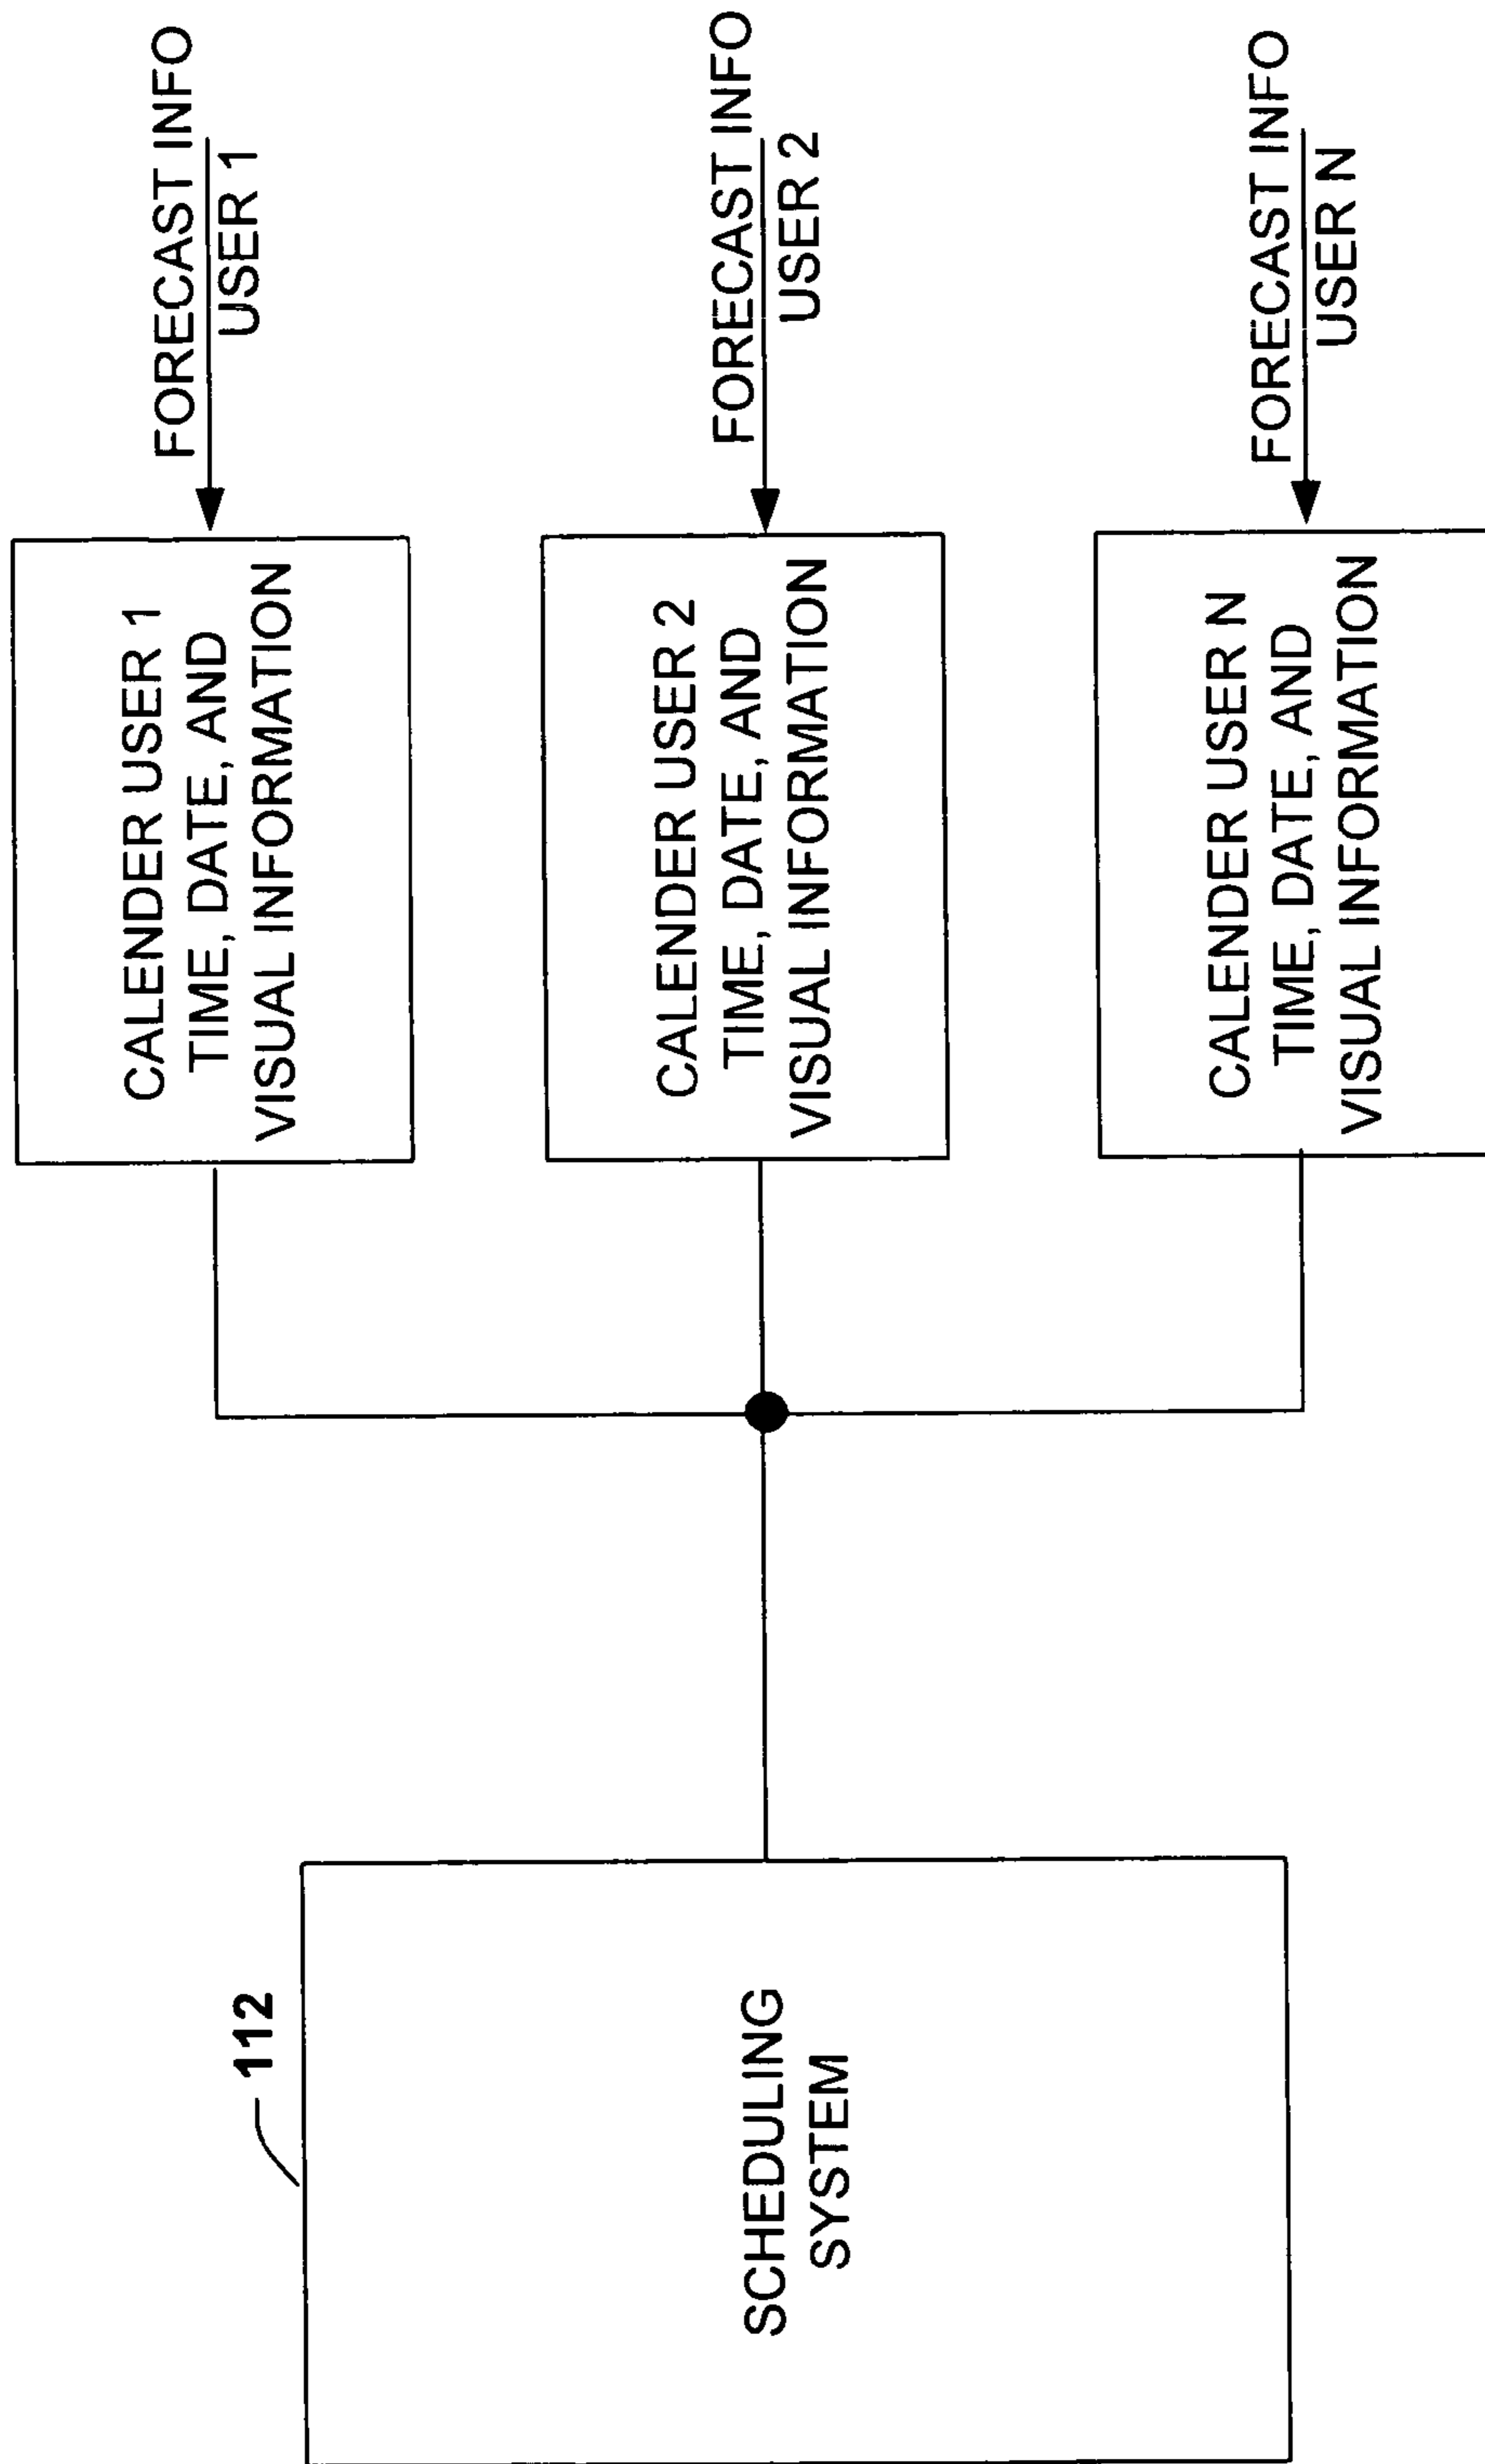 112
SCHEDULING
SYSTEM
CALENDER USER 1
TIME, DATE, AND
VISUAL INFORMATION
FORECAST INFO
USER 1
CALENDER USER 2
TIME, DATE, AND
VISUAL INFORMATION
FORECAST INFO
USER 2
CALENDER USER N
TIME, DATE, AND
VISUAL INFORMATION
FORECAST INFO
USER N